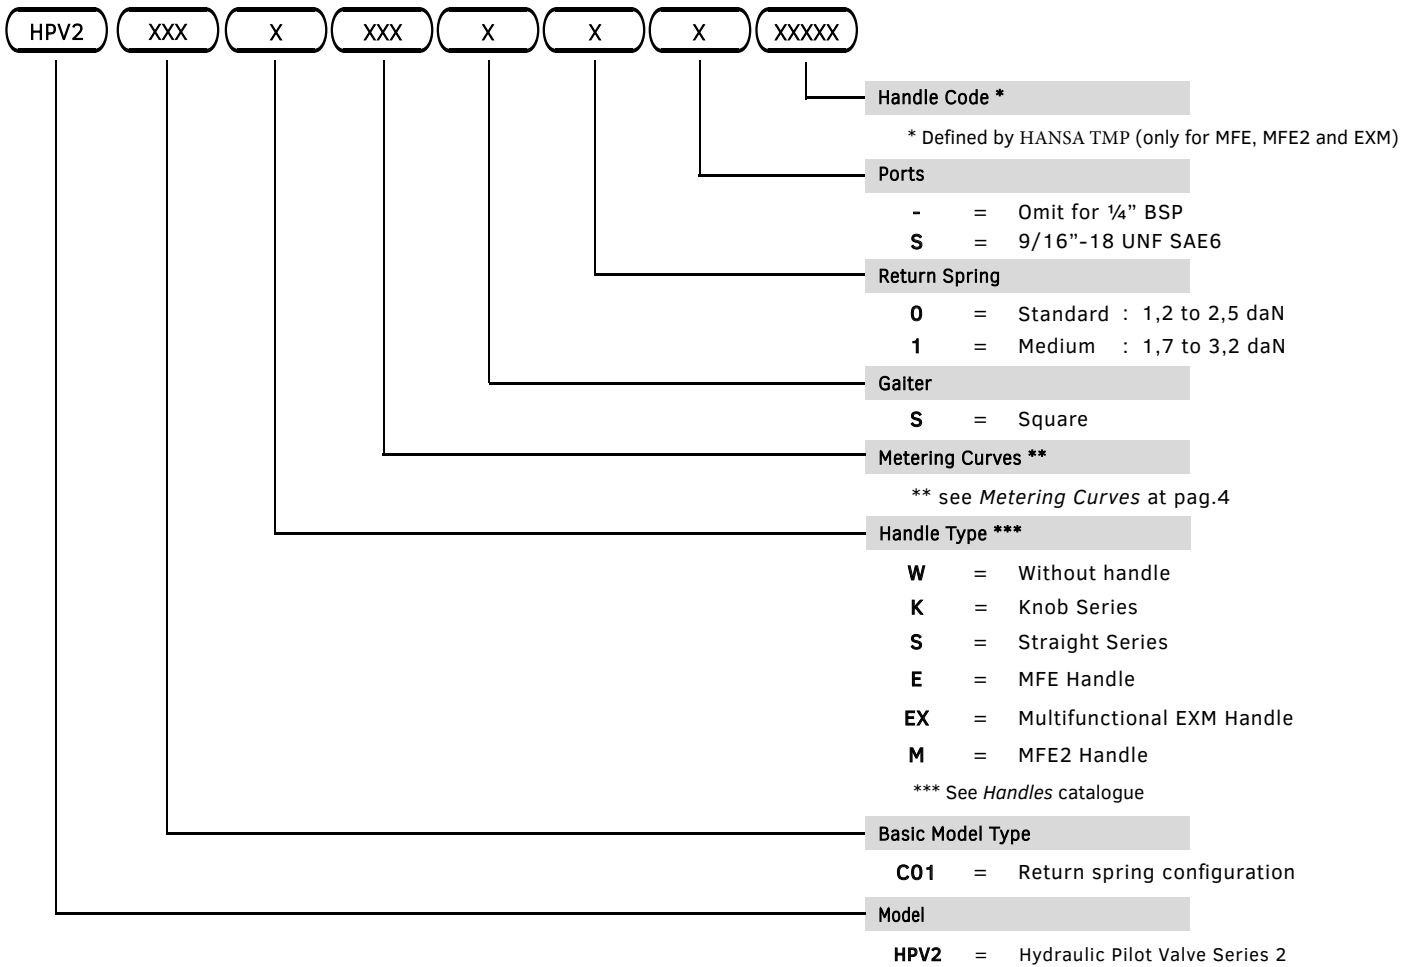 HPV2 XXX X XXX X X X XXXXX
Handle Code *
* Defined by HANSA TMP (only for MFE, MFE2 and EXM)
Ports
- = Omit for ¼” BSP
S = 9/16”-18 UNF SAE6
Return Spring
0 = Standard : 1,2 to 2,5 daN
1 = Medium : 1,7 to 3,2 daN
Gaiter
S = Square
Metering Curves **
** see Metering Curves at pag.4
Handle Type ***
W = Without handle
K = Knob Series
S = Straight Series
E = MFE Handle
EX = Multifunctional EXM Handle
M = MFE2 Handle
*** See Handles catalogue
Basic Model Type
C01 = Return spring configuration
Model
HPV2 = Hydraulic Pilot Valve Series 2